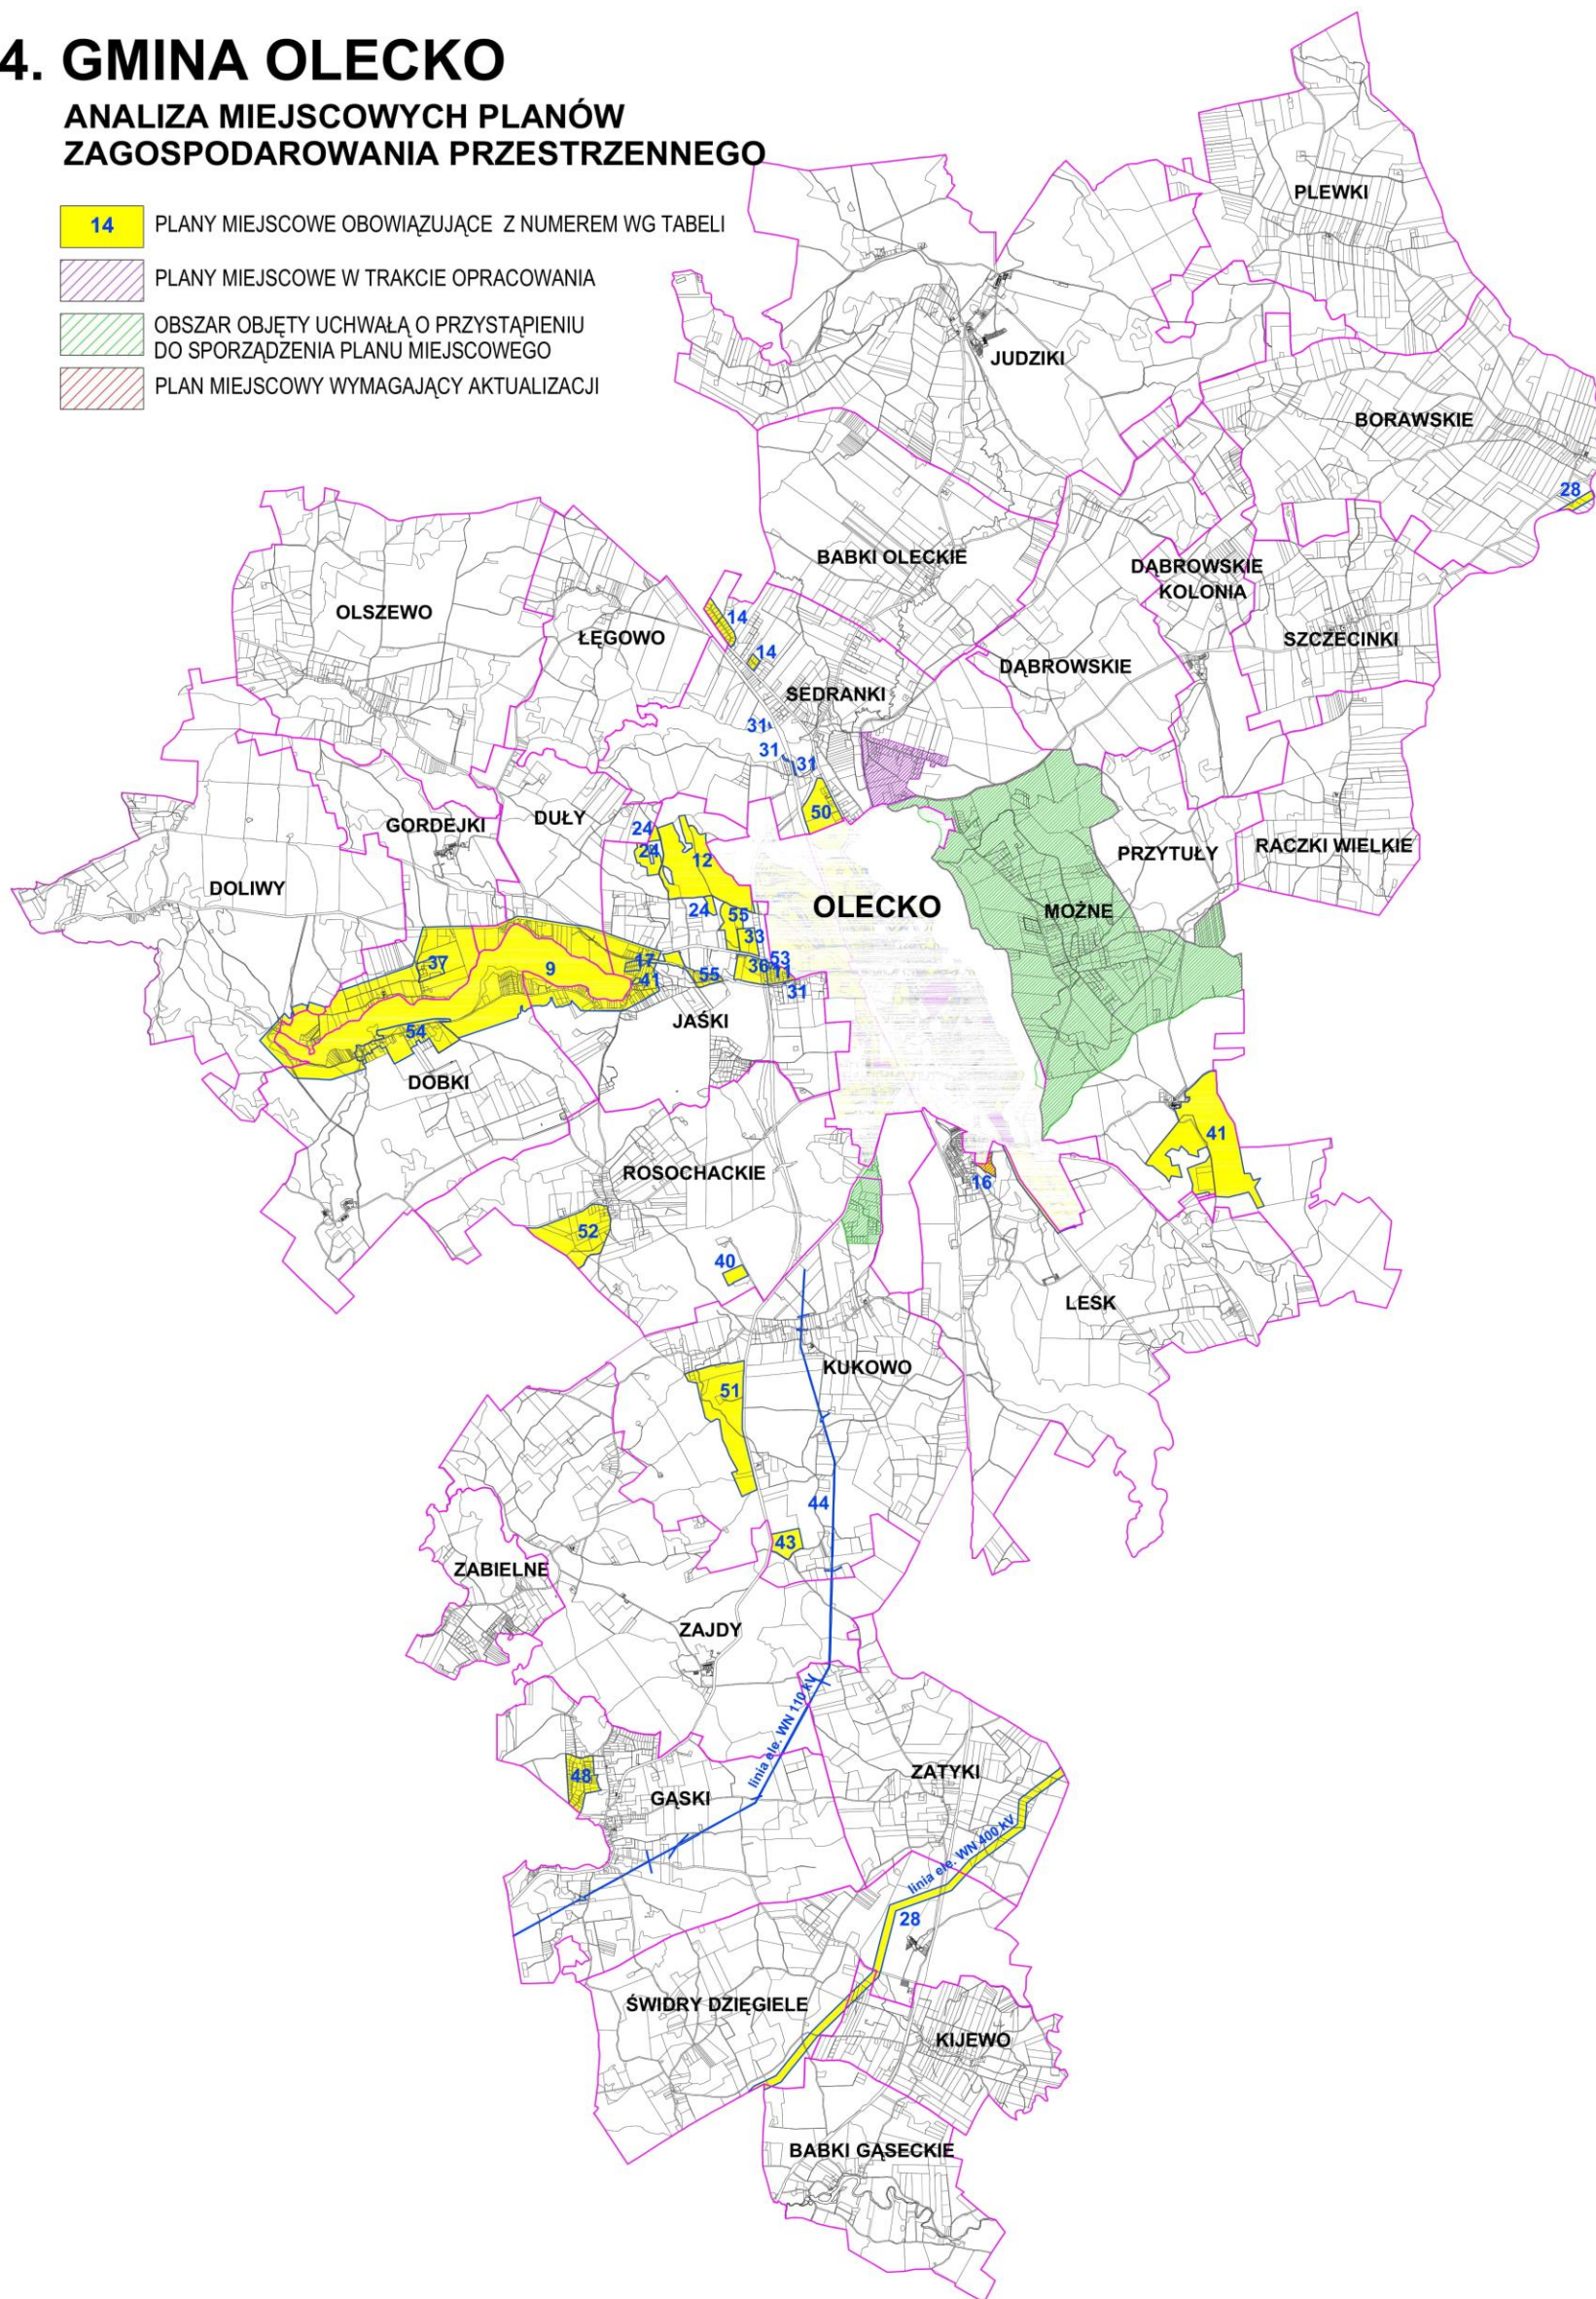 4. GMINA OLECKO
ANALIZA MIEJSCOWYCH PLANÓW
ZAGOSPODAROWANIA PRZESTRZENNEGO
14 PLANY MIEJSCOWE OBOWIĄZUJĄCE Z NUMEREM WG TABELI
PLANY MIEJSCOWE W TRAKCIE OPRACOWANIA
OBSZAR OBJĘTY UCHWAŁĄ O PRZYSTĄPIENIU
DO SPORZĄDZENIA PLANU MIEJSCOWEGO
PLAN MIEJSCOWY WYMAGAJĄCY AKTUALIZACJI
PLEWKI
JUDZIKI
BORAWSKIE
28
BABKI OLECKIE
DĄBROWSKIE
KOLONIA
OLSZEWO
ŁĘGOWO
14
SZCZECINKI
14
DĄBROWSKIE
SEDRANKI
31
31
31
50
DUŁY
GORDEJKI
24
24
12
PRZYTUŁY
RACZKI WIELKIE
DOLIWY
OLECKO
MOŻNE
24
55
33
37
9
17
53
36
11
41
55
31
JAŚKI
54
DOBKI
41
ROSOCHACKIE
16
52
40
LESK
KUKOWO
51
44
43
ZABIELNE
ZAJDY
linia ele. WN 110 kV
ZATYKI
48
GĄSKI
linia ele. WN 400 kV
28
ŚWIDRY DZIĘGIELE
KIJEWO
BABKI GĄSECKIE